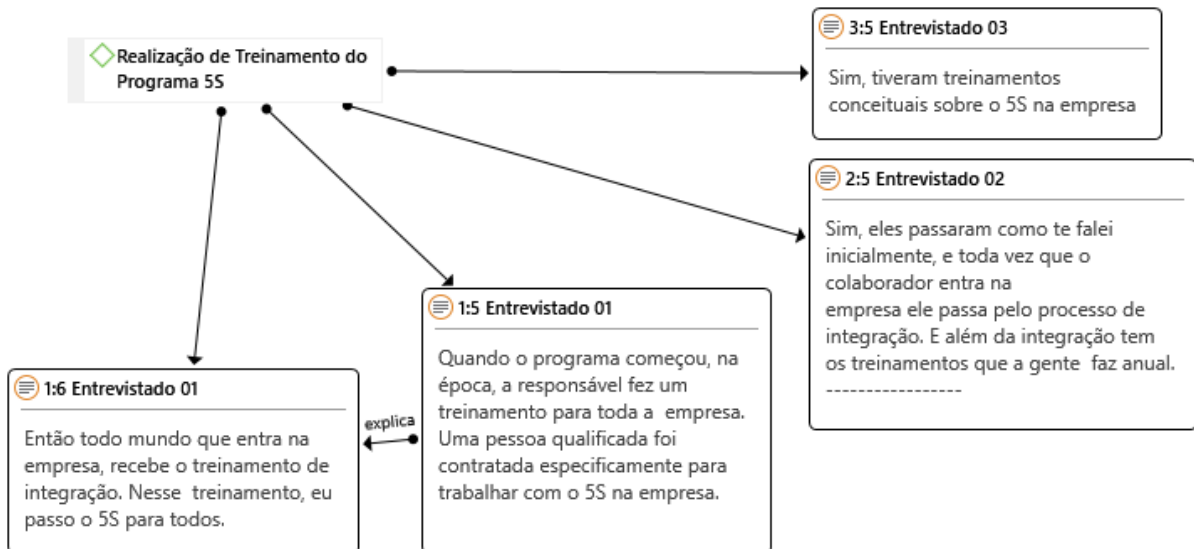 Realização de Treinamento do
Programa 5S
3:5 Entrevistado 03
Sim, tiveram treinamentos
conceituais sobre o 5S na empresa
2:5 Entrevistado 02
Sim, eles passaram como te falei
inicialmente, e toda vez que o
colaborador entra na
empresa ele passa pelo processo de
integração. E além da integração tem
os treinamentos que a gente  faz anual.
-----------------
1:5 Entrevistado 01
Quando o programa começou, na
época, a responsável fez um
treinamento para toda a  empresa.
Uma pessoa qualificada foi
contratada especificamente para
trabalhar com o 5S na empresa.
explica
1:6 Entrevistado 01
Então todo mundo que entra na
empresa, recebe o treinamento de
integração. Nesse  treinamento, eu
passo o 5S para todos.